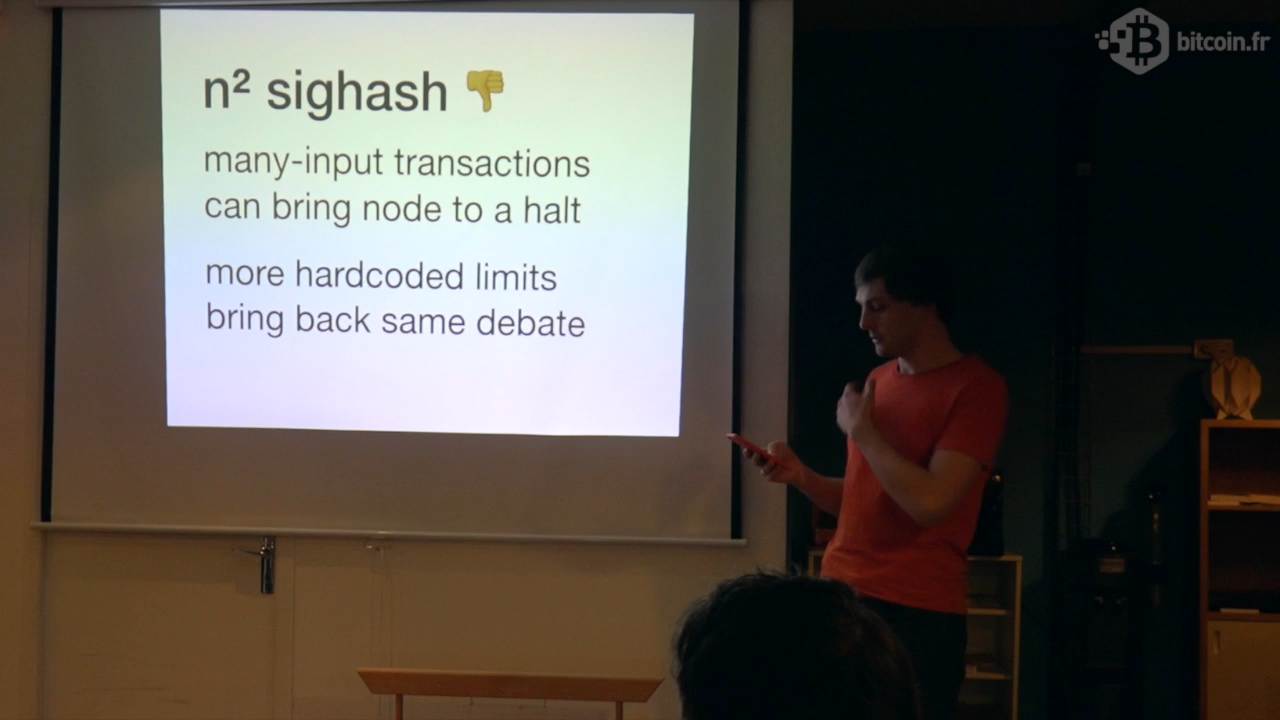 n² sighash 👎
many-input transactions
can bring node to a halt
more hardcoded limits
bring back same debate
bitcoin.fr